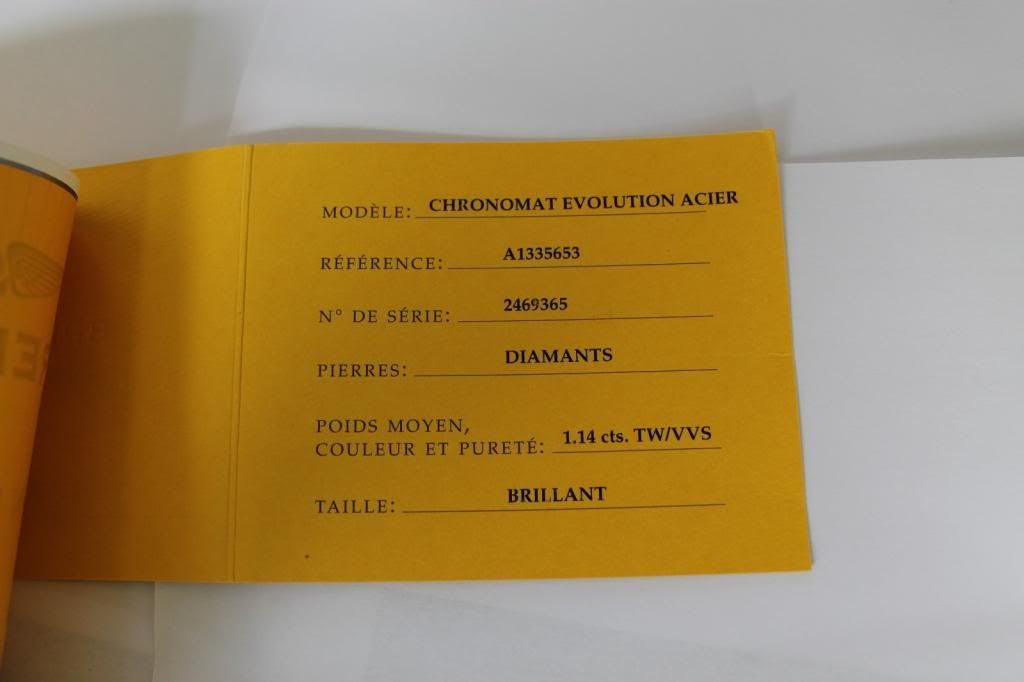 MODÈLE: CHRONOMAT EVOLUTION ACIER
RÉFÉRENCE: A1335653
N° DE SÉRIE: 2469365
PIERRES: DIAMANTS
POIDS MOYEN,
COULEUR ET PURETÉ: 1.14 cts. TW/VVS
TAILLE: BRILLANT